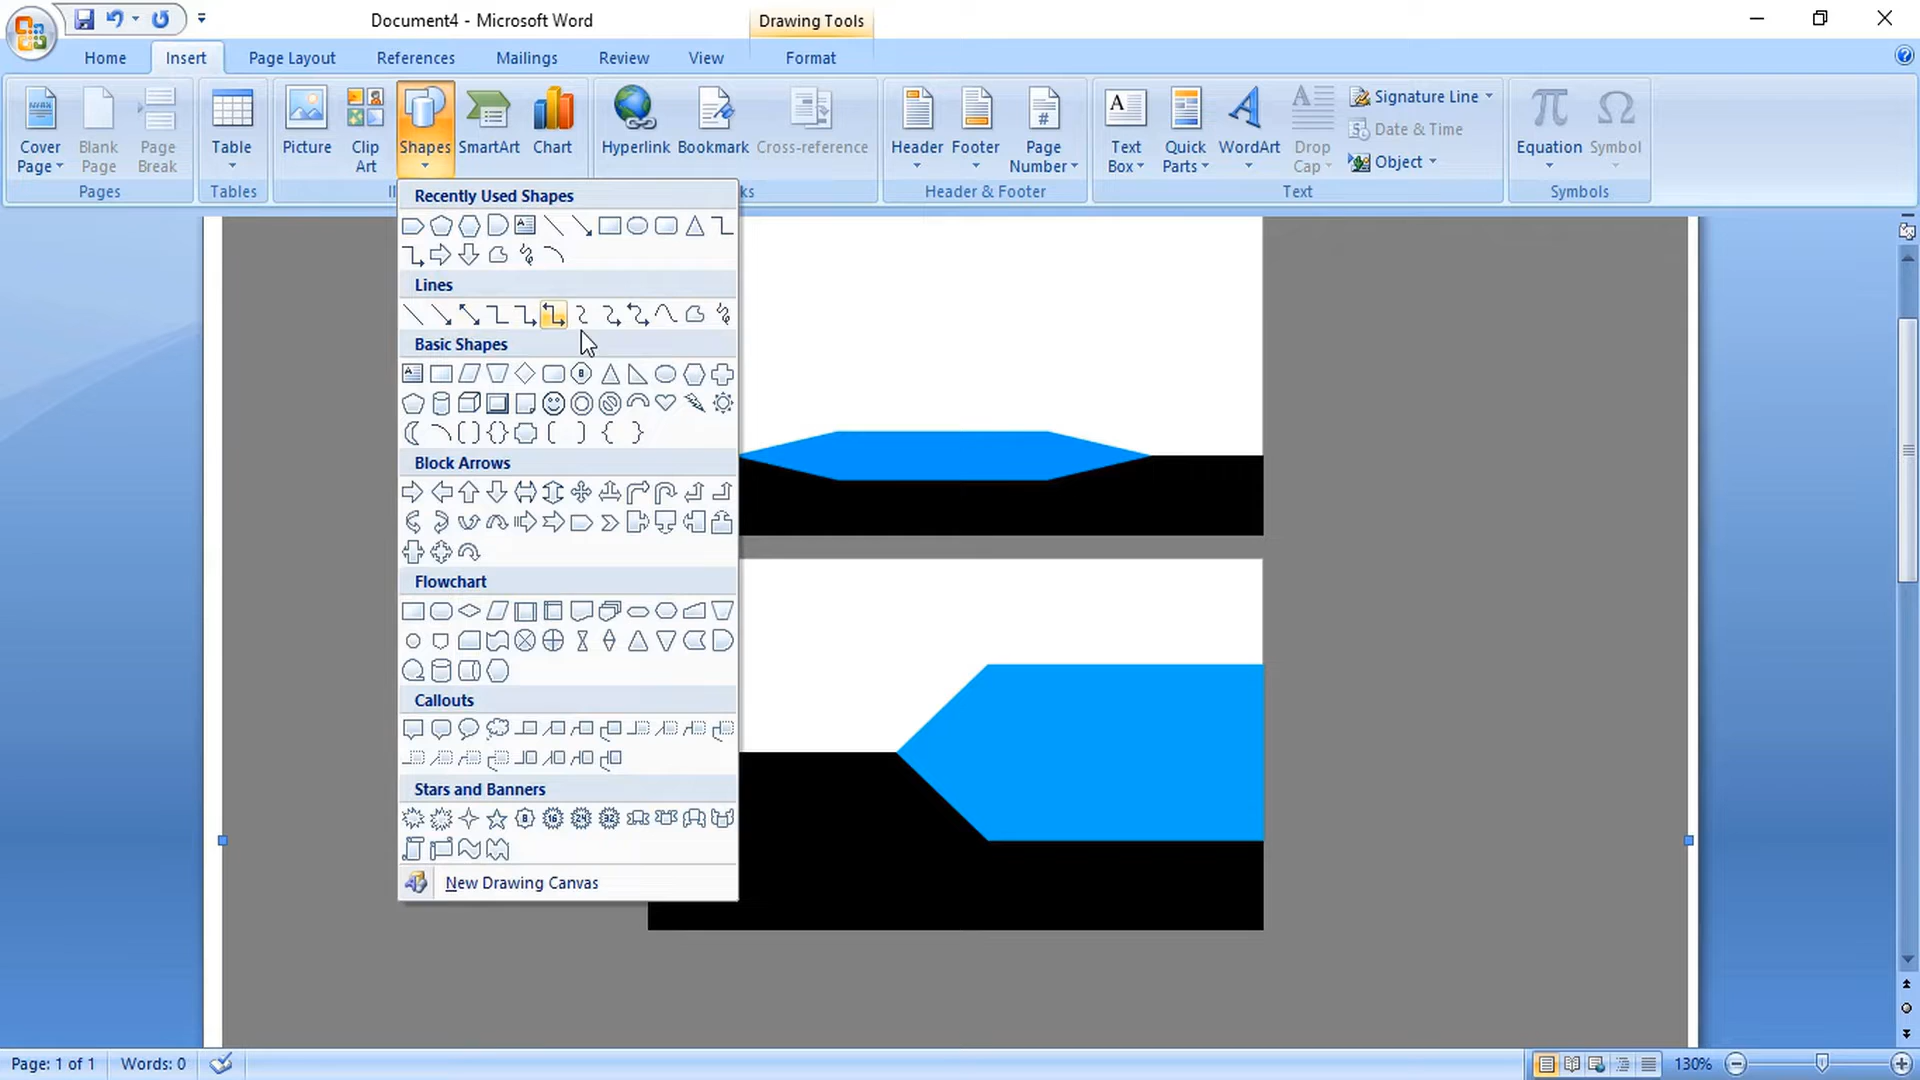 Document4 - Microsoft Word
Drawing Tools
Home
Insert
Page Layout
References
Mailings
Review
View
Format
Cover Page
Blank Page
Page Break
Table
Picture
Clip Art
Shapes
SmartArt
Chart
Hyperlink
Bookmark
Cross-reference
Header
Footer
Page Number
Text Box
Quick Parts
WordArt
Drop Cap
Signature Line
Date & Time
Object
Equation
Symbol
Pages
Tables
Header & Footer
Text
Symbols
Recently Used Shapes
Lines
Basic Shapes
Block Arrows
Flowchart
Callouts
Stars and Banners
New Drawing Canvas
Page: 1 of 1
Words: 0
130%